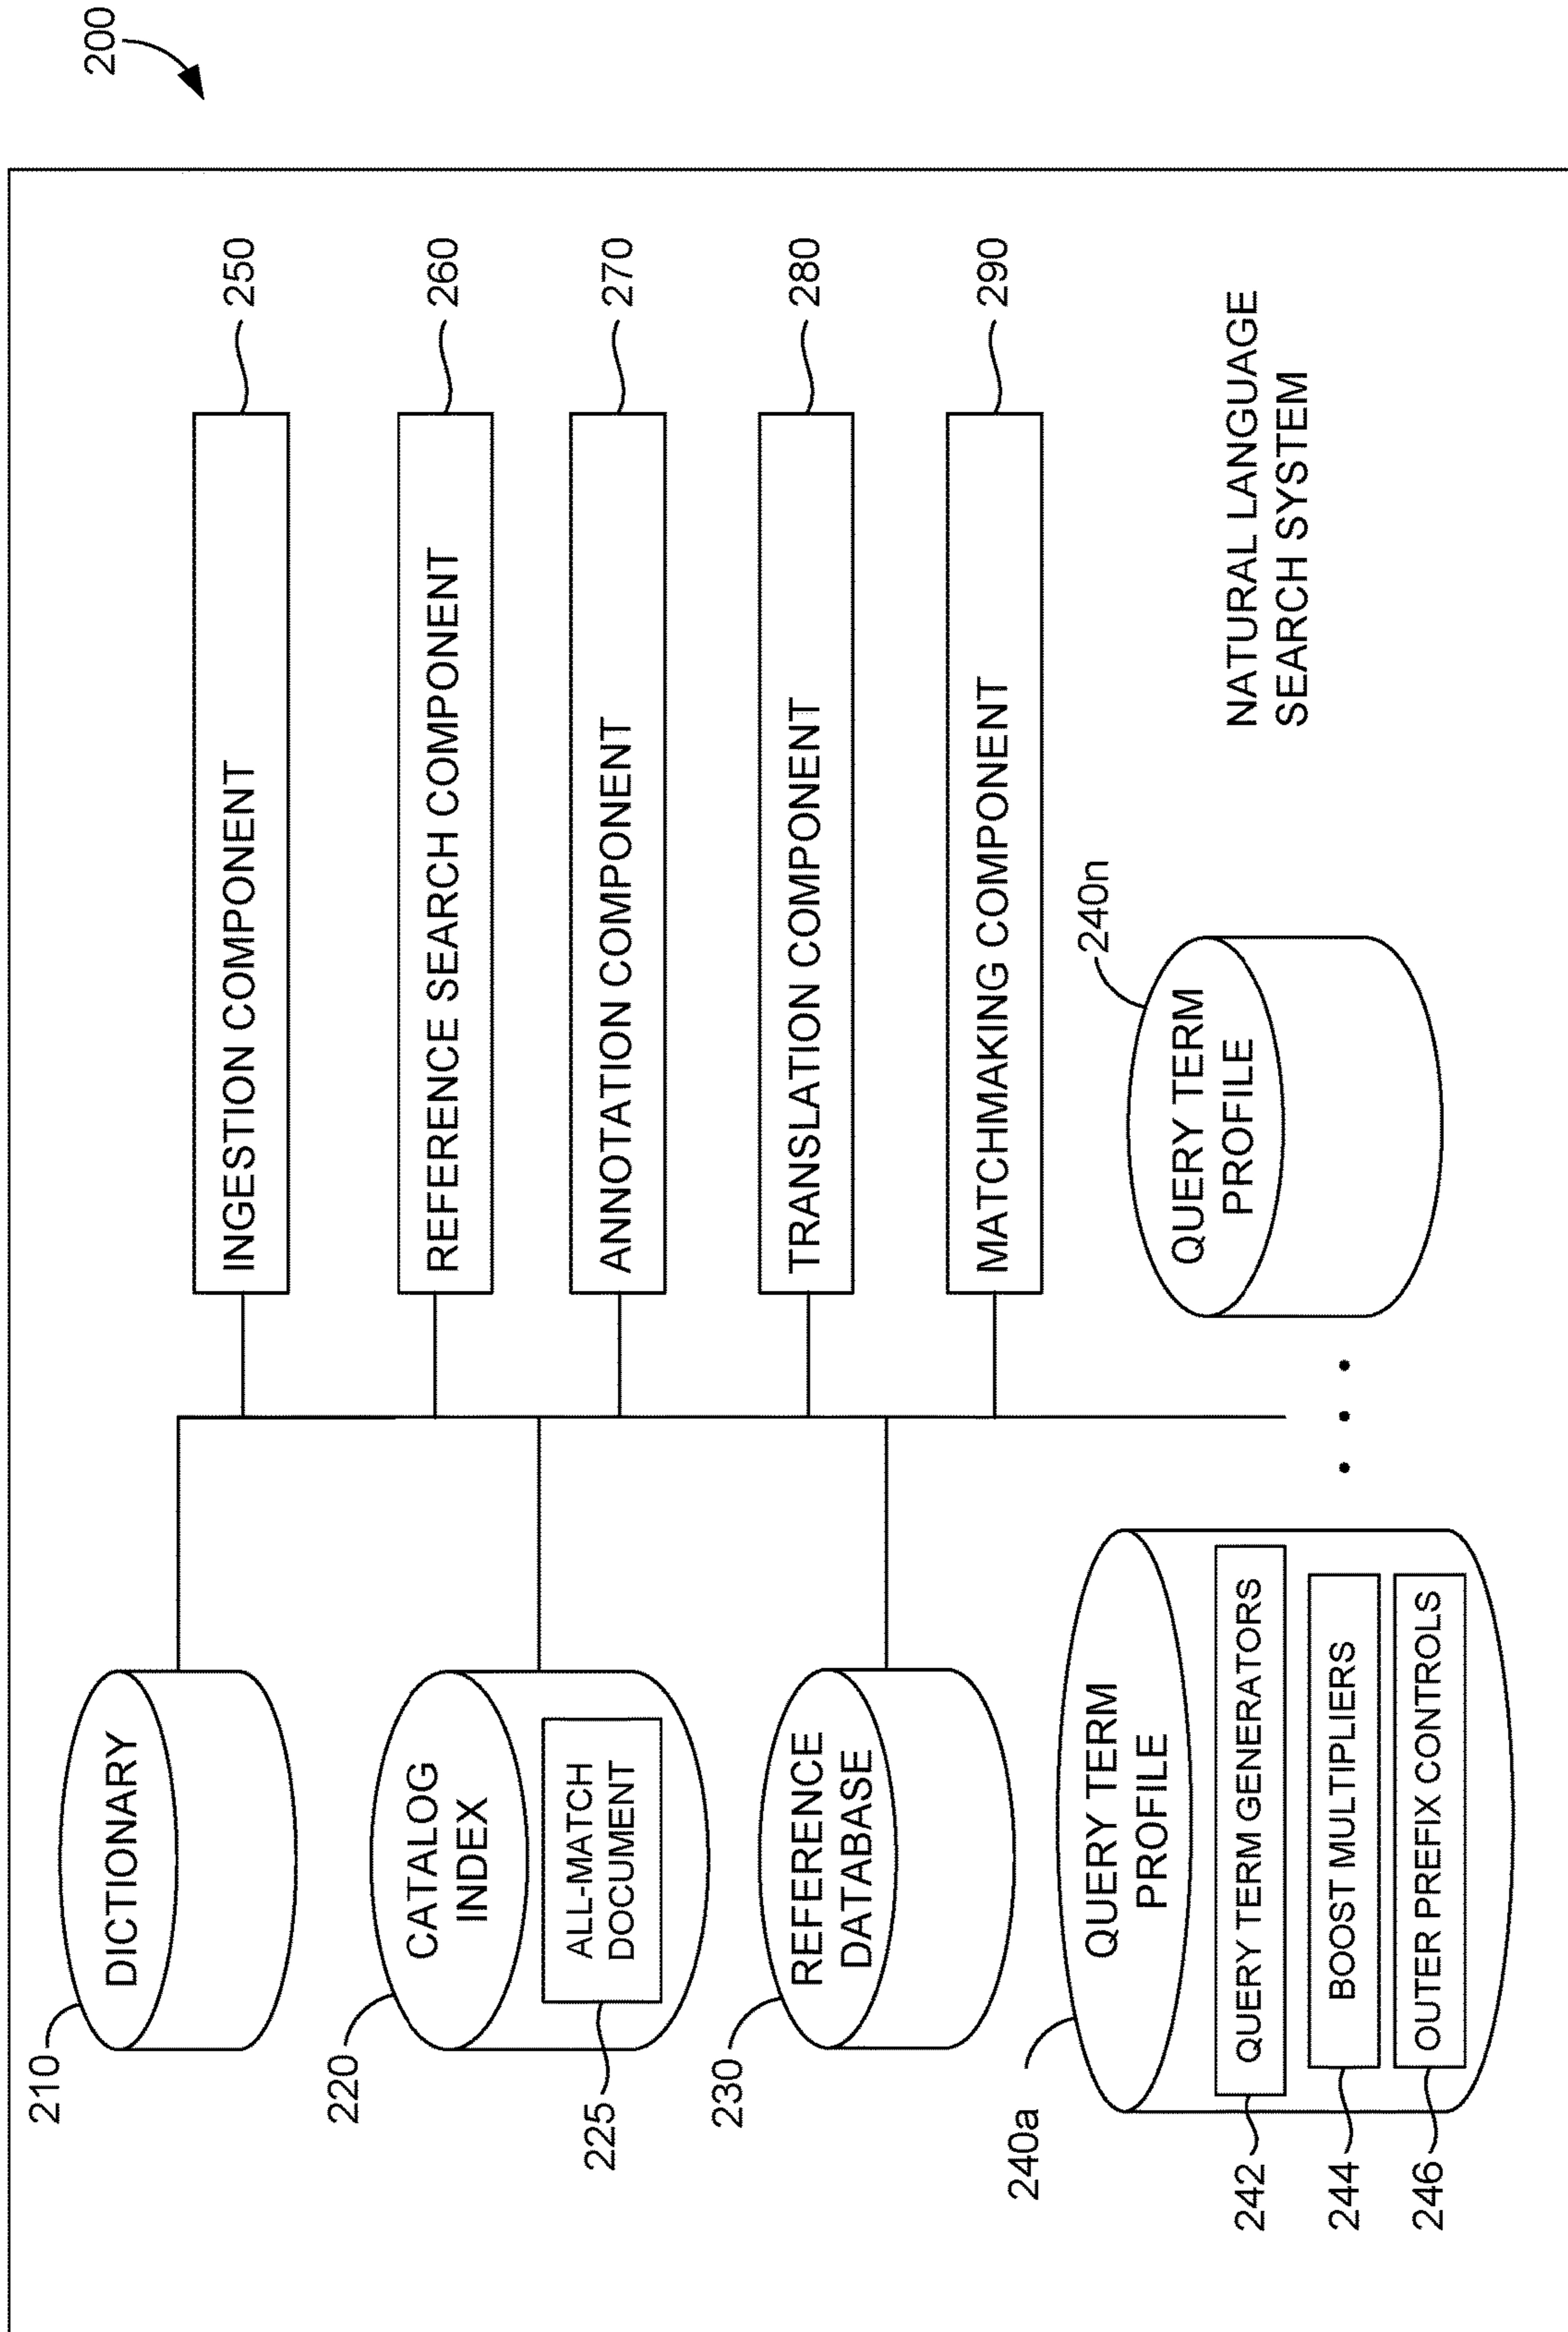 200
210
DICTIONARY
220
CATALOG
INDEX
ALL-MATCH
DOCUMENT
225
230
REFERENCE
DATABASE
240a
QUERY TERM
PROFILE
QUERY TERM GENERATORS
242
BOOST MULTIPLIERS
244
OUTER PREFIX CONTROLS
246
INGESTION COMPONENT
250
REFERENCE SEARCH COMPONENT
260
ANNOTATION COMPONENT
270
TRANSLATION COMPONENT
280
MATCHMAKING COMPONENT
290
• • •
240n
QUERY TERM
PROFILE
NATURAL LANGUAGE
SEARCH SYSTEM